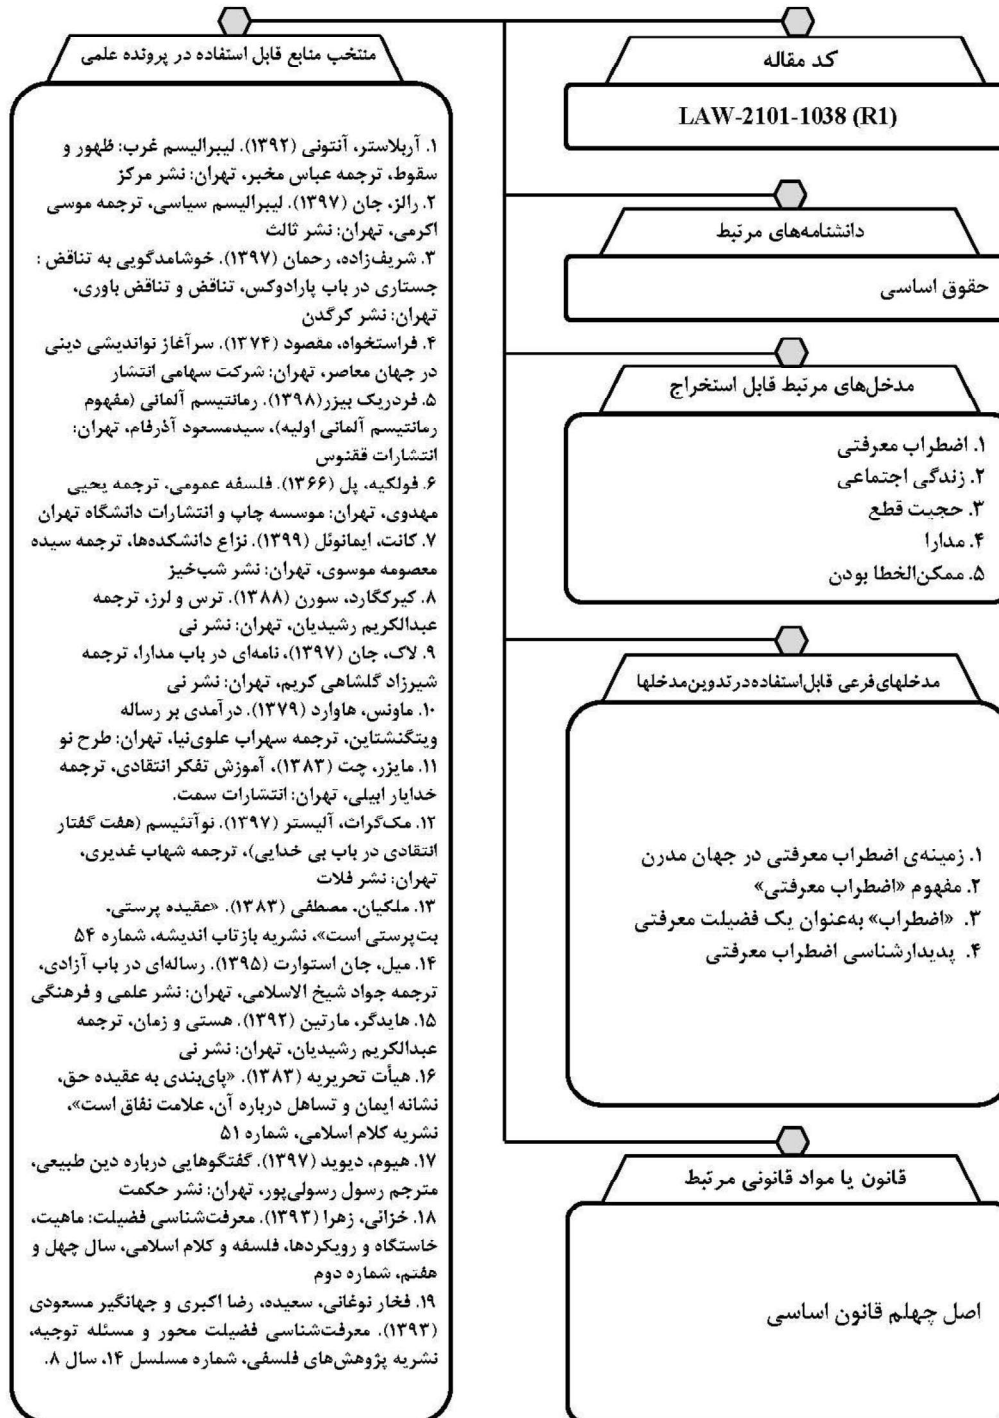 کد مقاله
LAW-2101-1038 (R1)
دانشنامه‌های مرتبط
حقوق اساسی
مدخل‌های مرتبط قابل استخراج
۱. اضطراب معرفتی
۲. زندگی اجتماعی
۳. حجیت قطع
۴. مدارا
۵. ممکن‌الخطا بودن
مدخلهای فرعی قابل استفاده در تدوین مدخلها
۱. زمینه‌ی اضطراب معرفتی در جهان مدرن
۲. مفهوم «اضطراب معرفتی»
۳. «اضطراب» به‌عنوان یک فضیلت معرفتی
۴. پدیدارشناسی اضطراب معرفتی
قانون یا مواد قانونی مرتبط
اصل چهلم قانون اساسی
منتخب منابع قابل استفاده در پرونده علمی
۱. آربلاستر، آنتونی (۱۳۹۲). لیبرالیسم غرب: ظهور و
سقوط، ترجمه عباس مخبر، تهران: نشر مرکز
۲. رالز، جان (۱۳۹۷). لیبرالیسم سیاسی، ترجمه موسی
اکرمی، تهران: نشر ثالث
۳. شریف‌زاده، رحمان (۱۳۹۷). خوشامدگویی به تناقض :
جستاری در باب پارادوکس، تناقض و تناقض باوری،
تهران: نشر کرگدن
۴. فراستخواه، مقصود (۱۳۷۴). سرآغاز نواندیشی دینی
در جهان معاصر، تهران: شرکت سهامی انتشار
۵. فردریک بیزر(۱۳۹۸). رمانتیسم آلمانی (مفهوم
رمانتیسم آلمانی اولیه)، سیدمسعود آذرفام، تهران:
انتشارات ققنوس
۶. فولکیه، پل (۱۳۶۶). فلسفه عمومی، ترجمه یحیی
مهدوی، تهران: موسسه چاپ و انتشارات دانشگاه تهران
۷. کانت، ایمانوئل (۱۳۹۹). نزاع دانشکده‌ها، ترجمه سیده
معصومه موسوی، تهران: نشر شب‌خیز
۸. کیرکگارد، سورن (۱۳۸۸). ترس و لرز، ترجمه
عبدالکریم رشیدیان، تهران: نشر نی
۹. لاک، جان (۱۳۹۷)، نامه‌ای در باب مدارا، ترجمه
شیرزاد گلشاهی کریم، تهران: نشر نی
۱۰. ماونس، هاوارد (۱۳۷۹). درآمدی بر رساله
ویتگنشتاین، ترجمه سهراب علوی‌نیا، تهران: طرح نو
۱۱. مایزر، چت (۱۳۸۳)، آموزش تفکر انتقادی، ترجمه
خدایار ابیلی، تهران: انتشارات سمت.
۱۲. مک‌گراث، آلیستر (۱۳۹۷). نوآتئیسم (هفت گفتار
انتقادی در باب بی خدایی)، ترجمه شهاب غدیری،
تهران: نشر فلات
۱۳. ملکیان، مصطفی (۱۳۸۳). «عقیده پرستی،
بت‌پرستی است»، نشریه بازتاب اندیشه، شماره ۵۴
۱۴. میل، جان استوارت (۱۳۹۵). رساله‌ای در باب آزادی،
ترجمه جواد شیخ الاسلامی، تهران: نشر علمی و فرهنگی
۱۵. هایدگر، مارتین (۱۳۹۲). هستی و زمان، ترجمه
عبدالکریم رشیدیان، تهران: نشر نی
۱۶. هیأت تحریریه (۱۳۸۳). «پای‌بندی به عقیده حق،
نشانه ایمان و تساهل درباره آن، علامت نفاق است»،
نشریه کلام اسلامی، شماره ۵۱
۱۷. هیوم، دیوید (۱۳۹۷). گفتگوهایی درباره دین طبیعی،
مترجم رسول رسولی‌پور، تهران: نشر حکمت
۱۸. خزائی، زهرا (۱۳۹۳). معرفت‌شناسی فضیلت: ماهیت،
خاستگاه و رویکردها، فلسفه و کلام اسلامی، سال چهل و
هفتم، شماره دوم
۱۹. فخار نوغانی، سعیده، رضا اکبری و جهانگیر مسعودی
(۱۳۹۳). معرفت‌شناسی فضیلت محور و مسئله توجیه،
نشریه پژوهش‌های فلسفی، شماره مسلسل ۱۴، سال ۸.